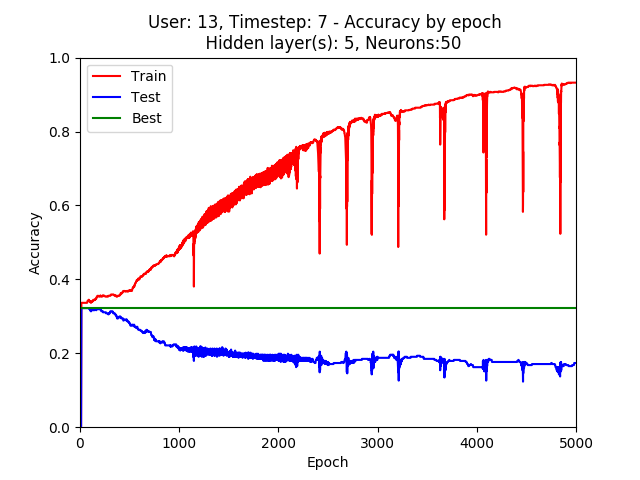 User: 13, Timestep: 7 - Accuracy by epoch
Hidden layer(s): 5, Neurons:50
Train
Test
Best
Accuracy
1.0
0.8
0.6
0.4
0.2
0.0
0 1000 2000 3000 4000 5000
Epoch